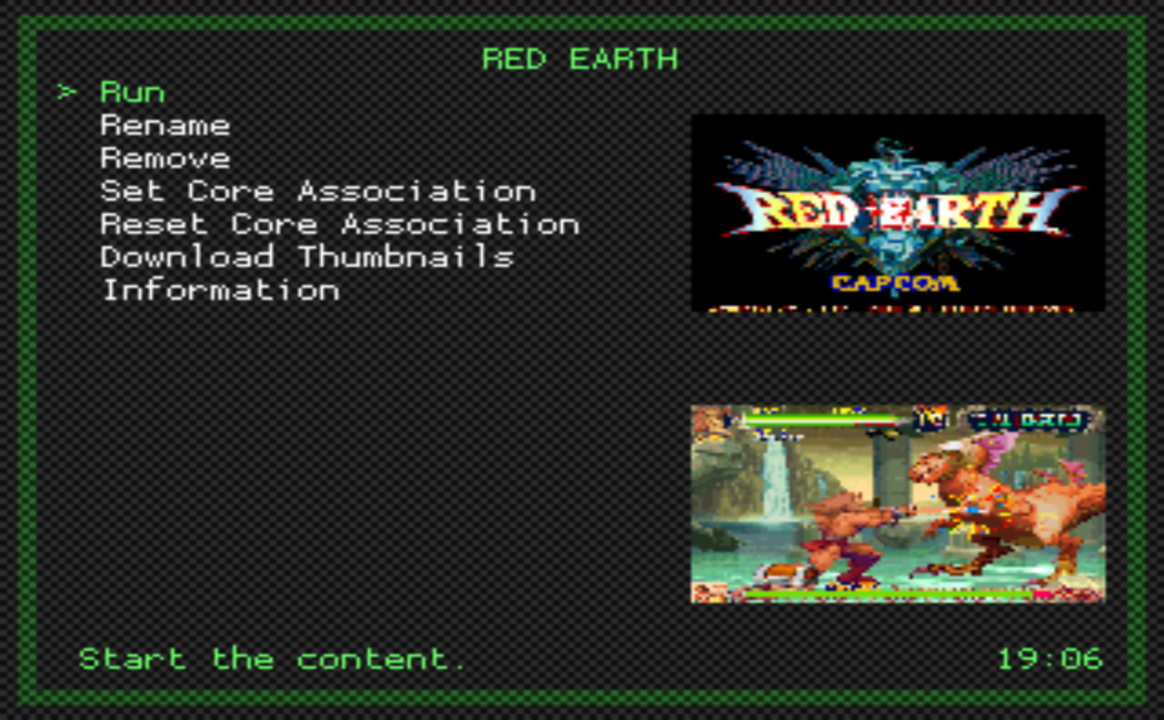 RED EARTH
> Run
Rename
Remove
Set Core Association
Reset Core Association
Download Thumbnails
Information
RED EARTH
CAPCOM
Start the content.
19:06